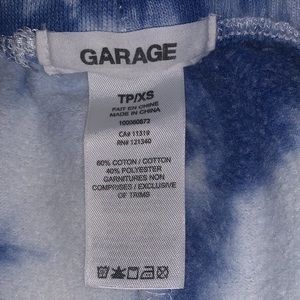 GARAGE
TP/XS
FAIT EN CHINE
MADE IN CHINA
100080872
CA# 11319
RN# 121340
60% COTON / COTTON
40% POLYESTER
GARNITURES NON
COMPRISES / EXCLUSIVE
OF TRIMS